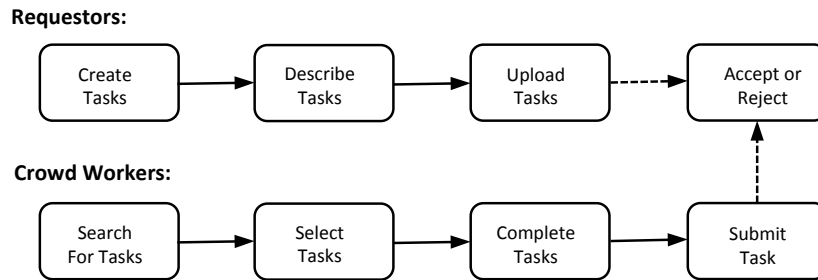 Requestors:
Create
Tasks
Describe
Tasks
Upload
Tasks
Accept or
Reject
Crowd Workers:
Search
For Tasks
Select
Tasks
Complete
Tasks
Submit
Task